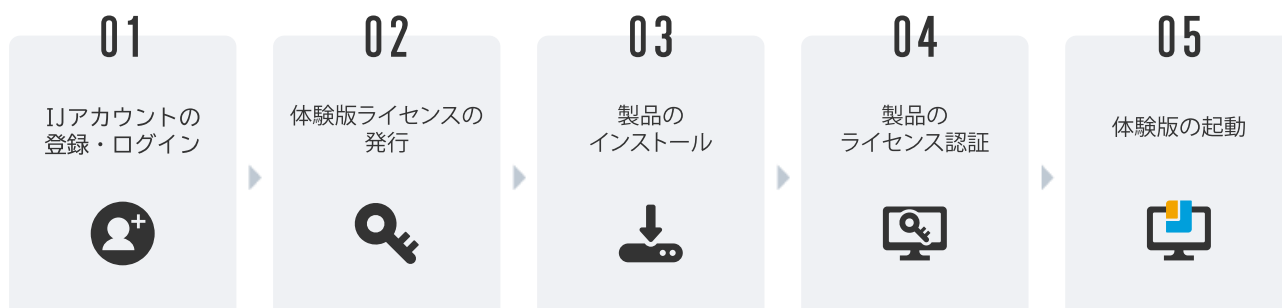 01
IJアカウントの
登録・ログイン
02
体験版ライセンスの
発行
03
製品の
インストール
04
製品の
ライセンス認証
05
体験版の起動